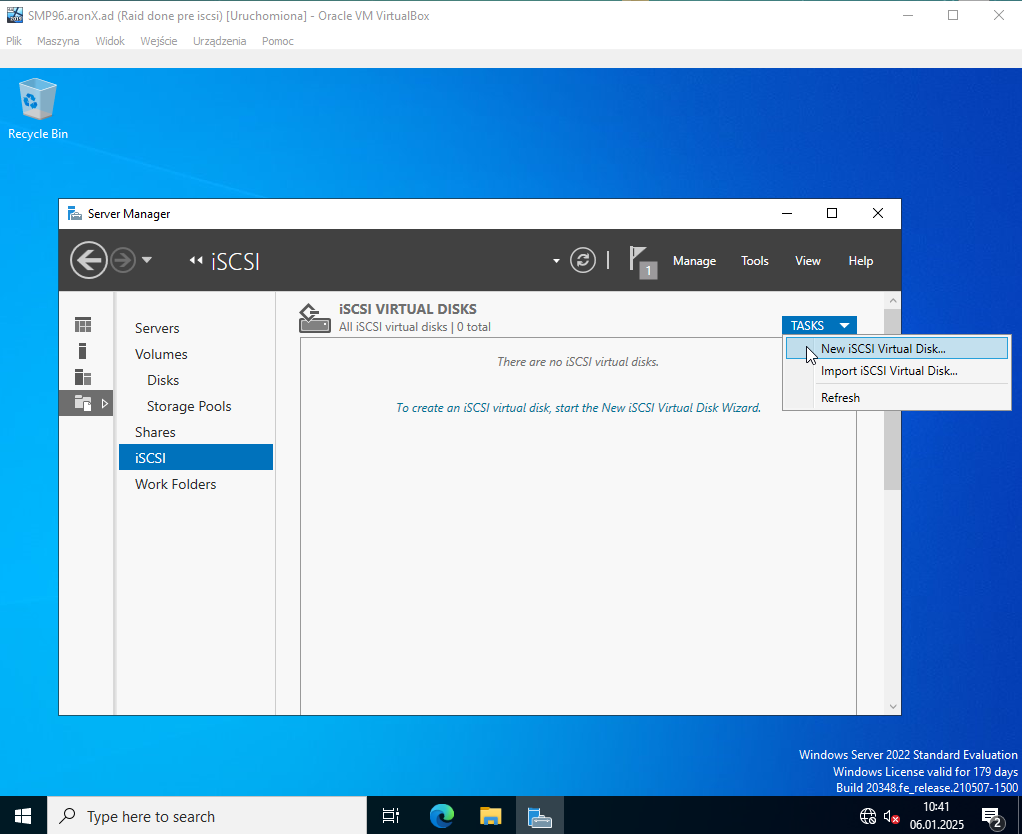 SMP96.aronX.ad (Raid done pre iscsi) [Uruchomiona] - Oracle VM VirtualBox
Plik Maszyna Widok Wejście Urządzenia Pomoc
Recycle Bin
Server Manager
iSCSI
1
Manage Tools View Help
Servers
Volumes
Disks
Storage Pools
Shares
iSCSI
Work Folders
iSCSI VIRTUAL DISKS
All iSCSI virtual disks | 0 total
TASKS
New iSCSI Virtual Disk...
Import iSCSI Virtual Disk...
Refresh
There are no iSCSI virtual disks.
To create an iSCSI virtual disk, start the New iSCSI Virtual Disk Wizard.
Windows Server 2022 Standard Evaluation
Windows License valid for 179 days
Build 20348.fe_release.210507-1500
Type here to search
10:41
06.01.2025
2